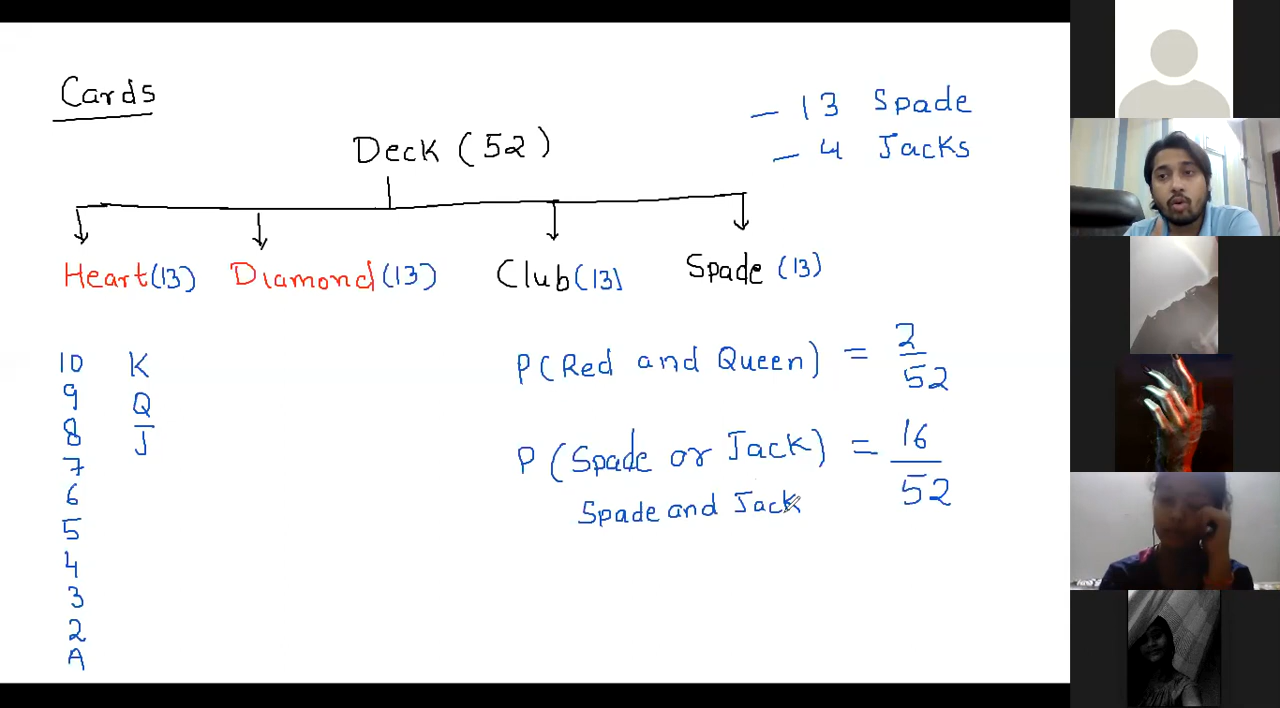 Cards
Deck (52)
Heart(13) Diamond(13) Club(13) Spade (13)
– 13 Spade
– 4 Jacks
10
9
8
7
6
5
4
3
2
A
K
Q
J
P(Red and Queen) = 2/52
P(Spade or Jack) = 16/52
Spade and Jack